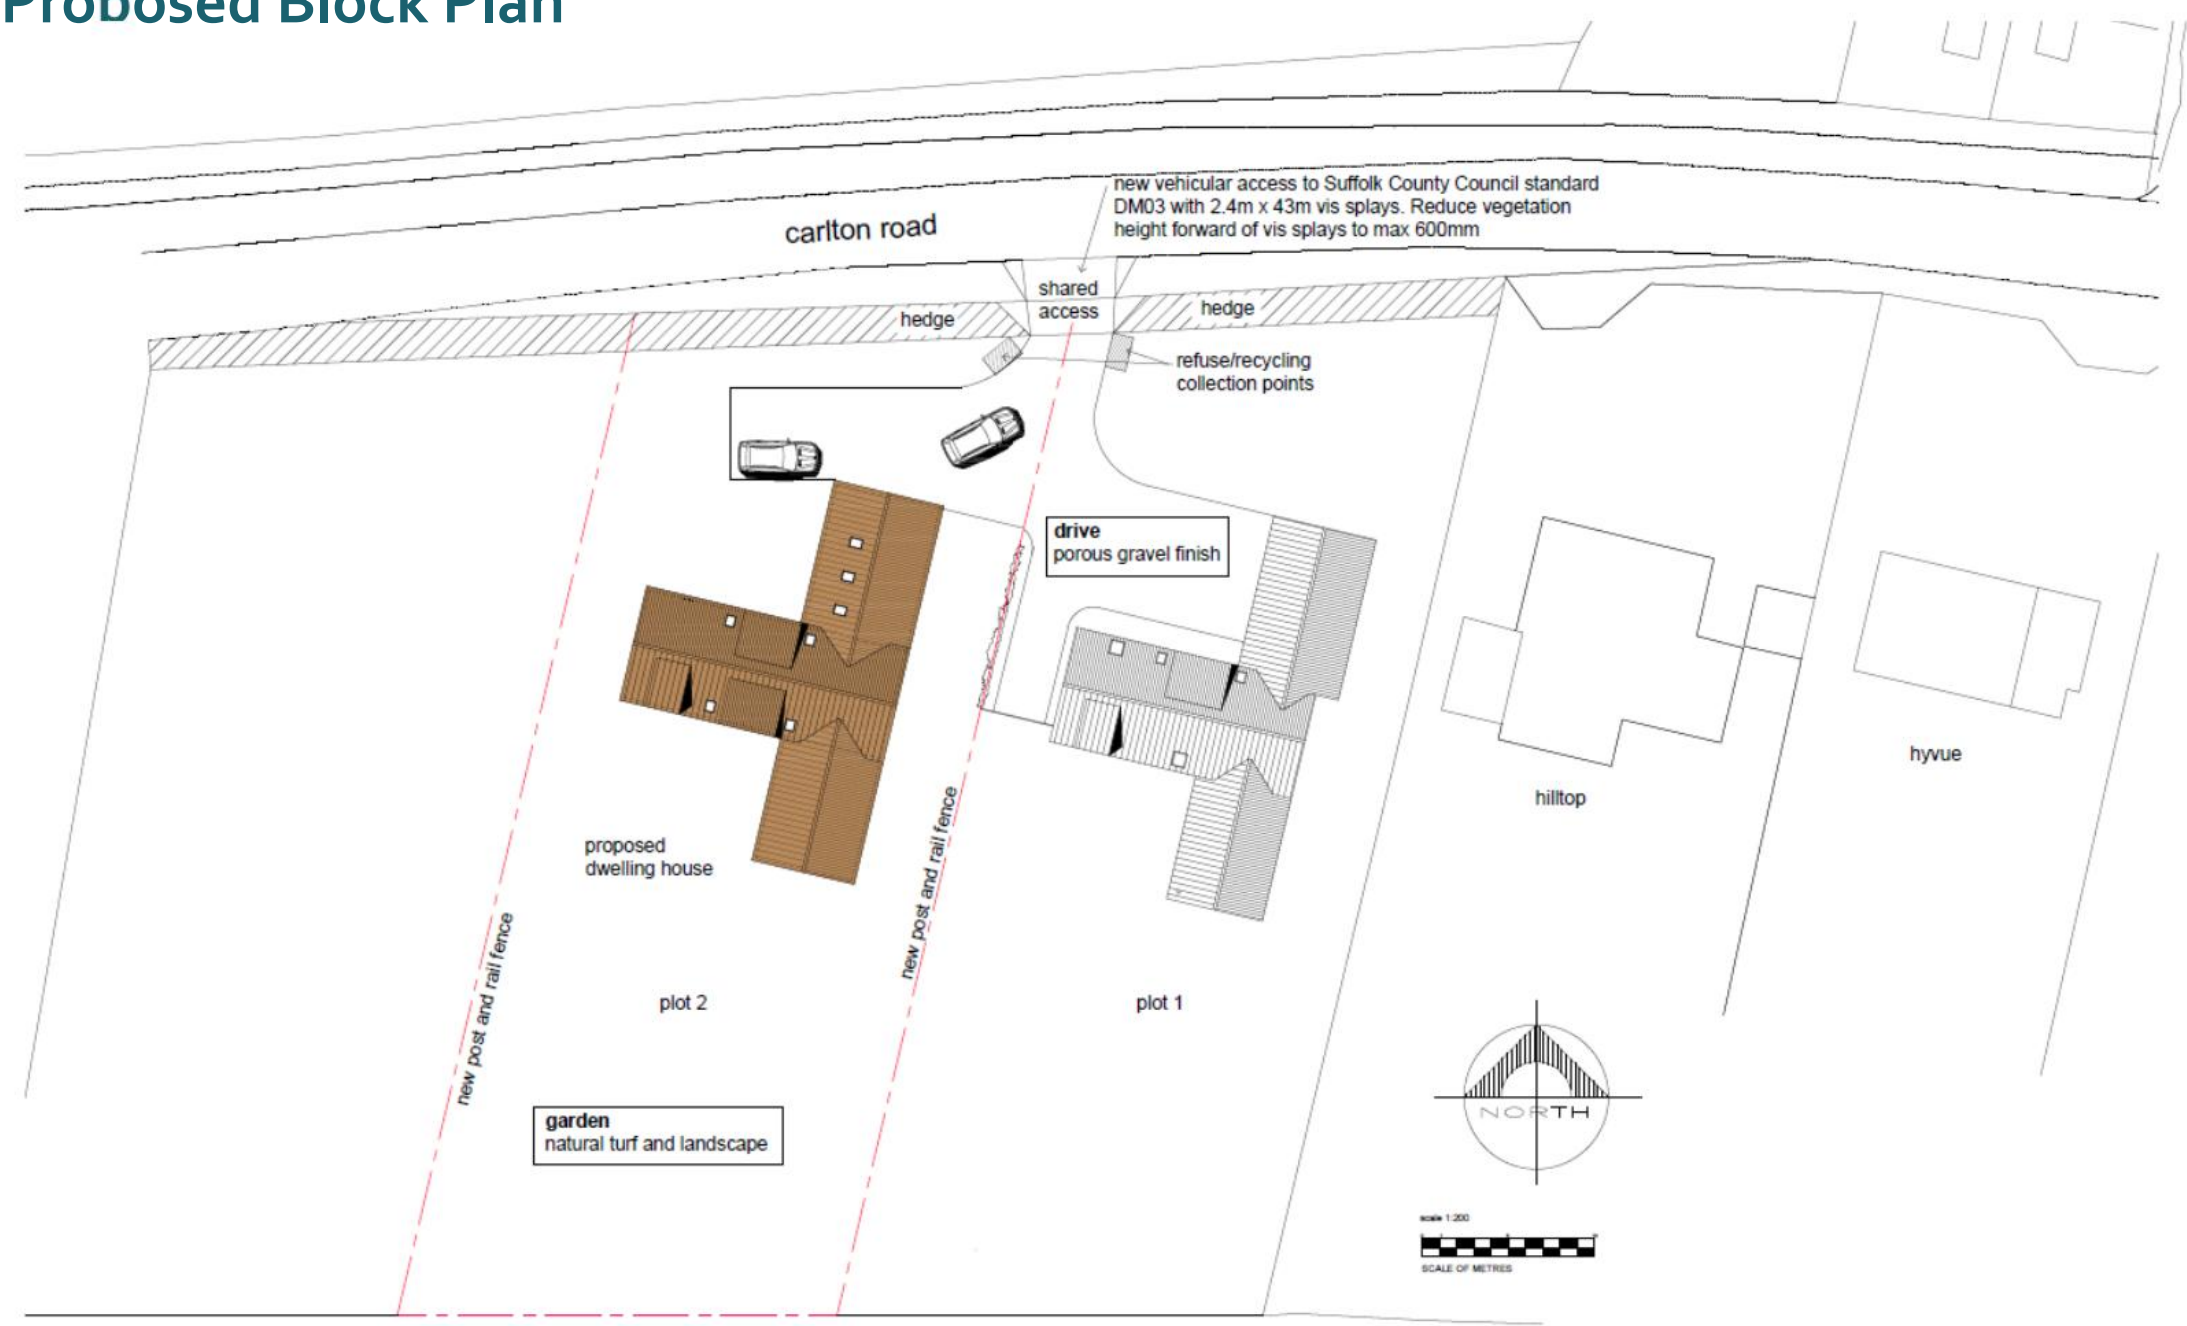 Proposed Block Plan
new vehicular access to Suffolk County Council standard
DM03 with 2.4m x 43m vis splays. Reduce vegetation
height forward of vis splays to max 600mm
carlton road
shared
access
hedge
hedge
refuse/recycling
collection points
drive
porous gravel finish
hyvue
hilltop
proposed
dwelling house
new post and rail fence
new post and rail fence
plot 2
plot 1
garden
natural turf and landscape
NORTH
scale 1:200
SCALE OF METRES